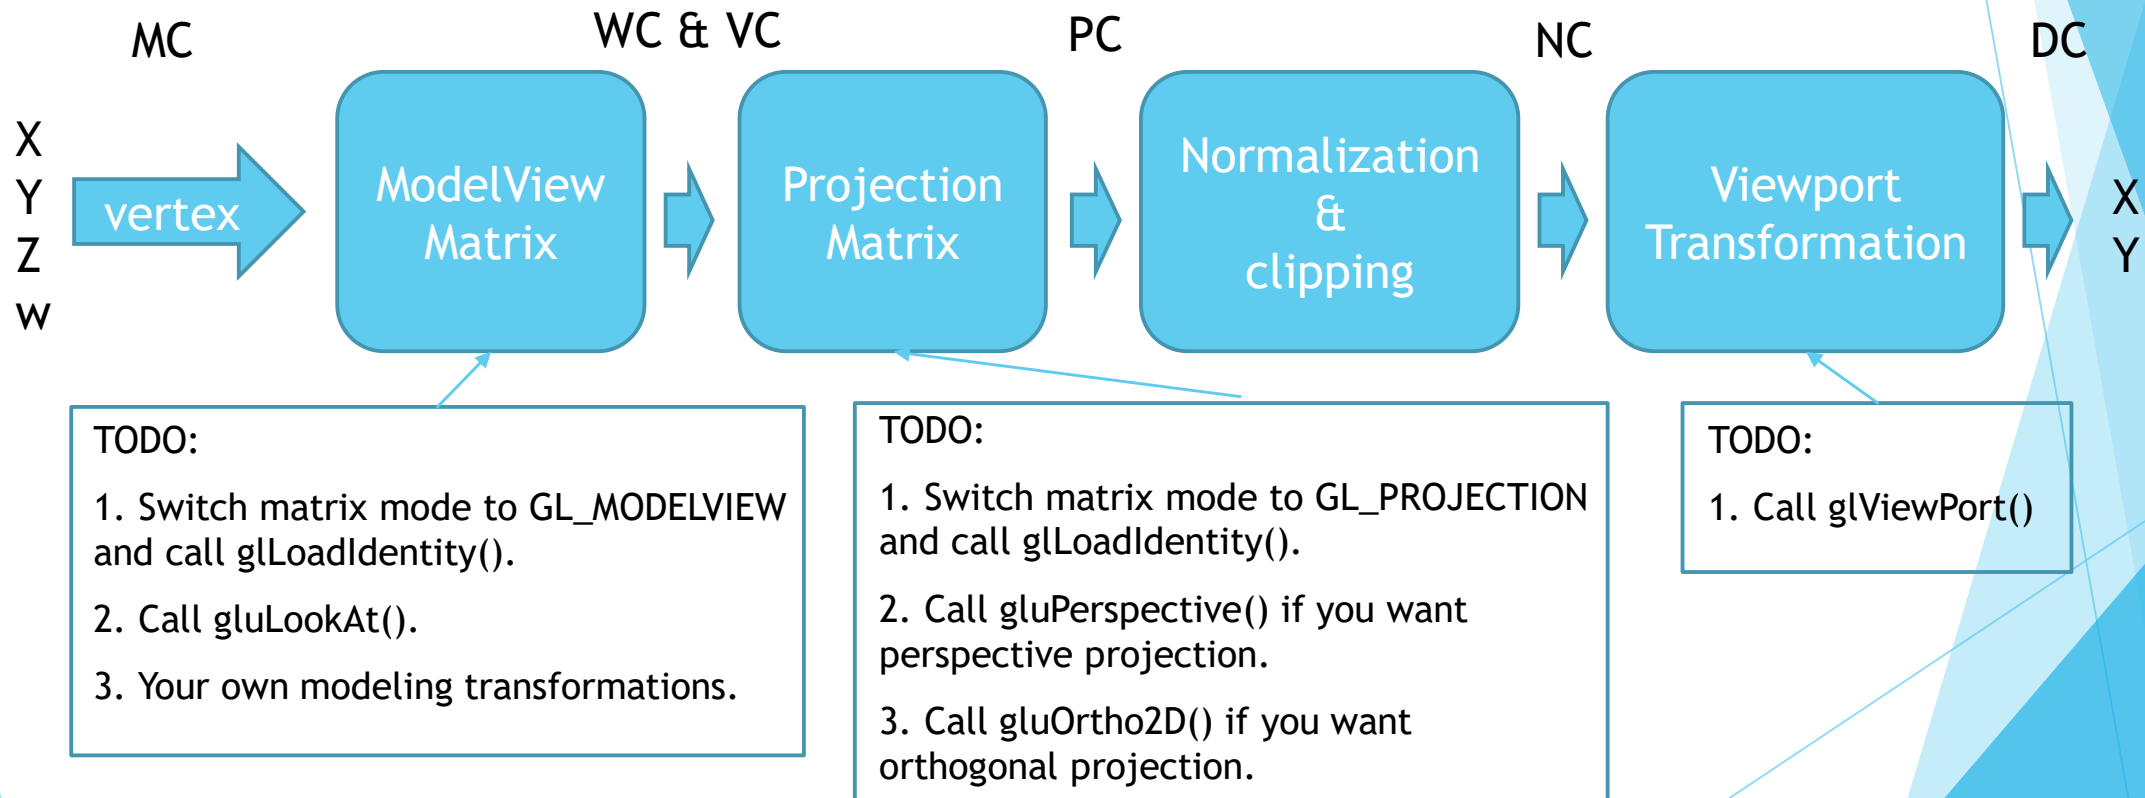 MC
WC & VC
PC
NC
DC
X
Y
Z
w
vertex
ModelView
Matrix
Projection
Matrix
Normalization
&
clipping
Viewport
Transformation
X
Y
TODO:
1. Switch matrix mode to GL_MODELVIEW
and call glLoadIdentity().
2. Call gluLookAt().
3. Your own modeling transformations.
TODO:
1. Switch matrix mode to GL_PROJECTION
and call glLoadIdentity().
2. Call gluPerspective() if you want
perspective projection.
3. Call gluOrtho2D() if you want
orthogonal projection.
TODO:
1. Call glViewPort()